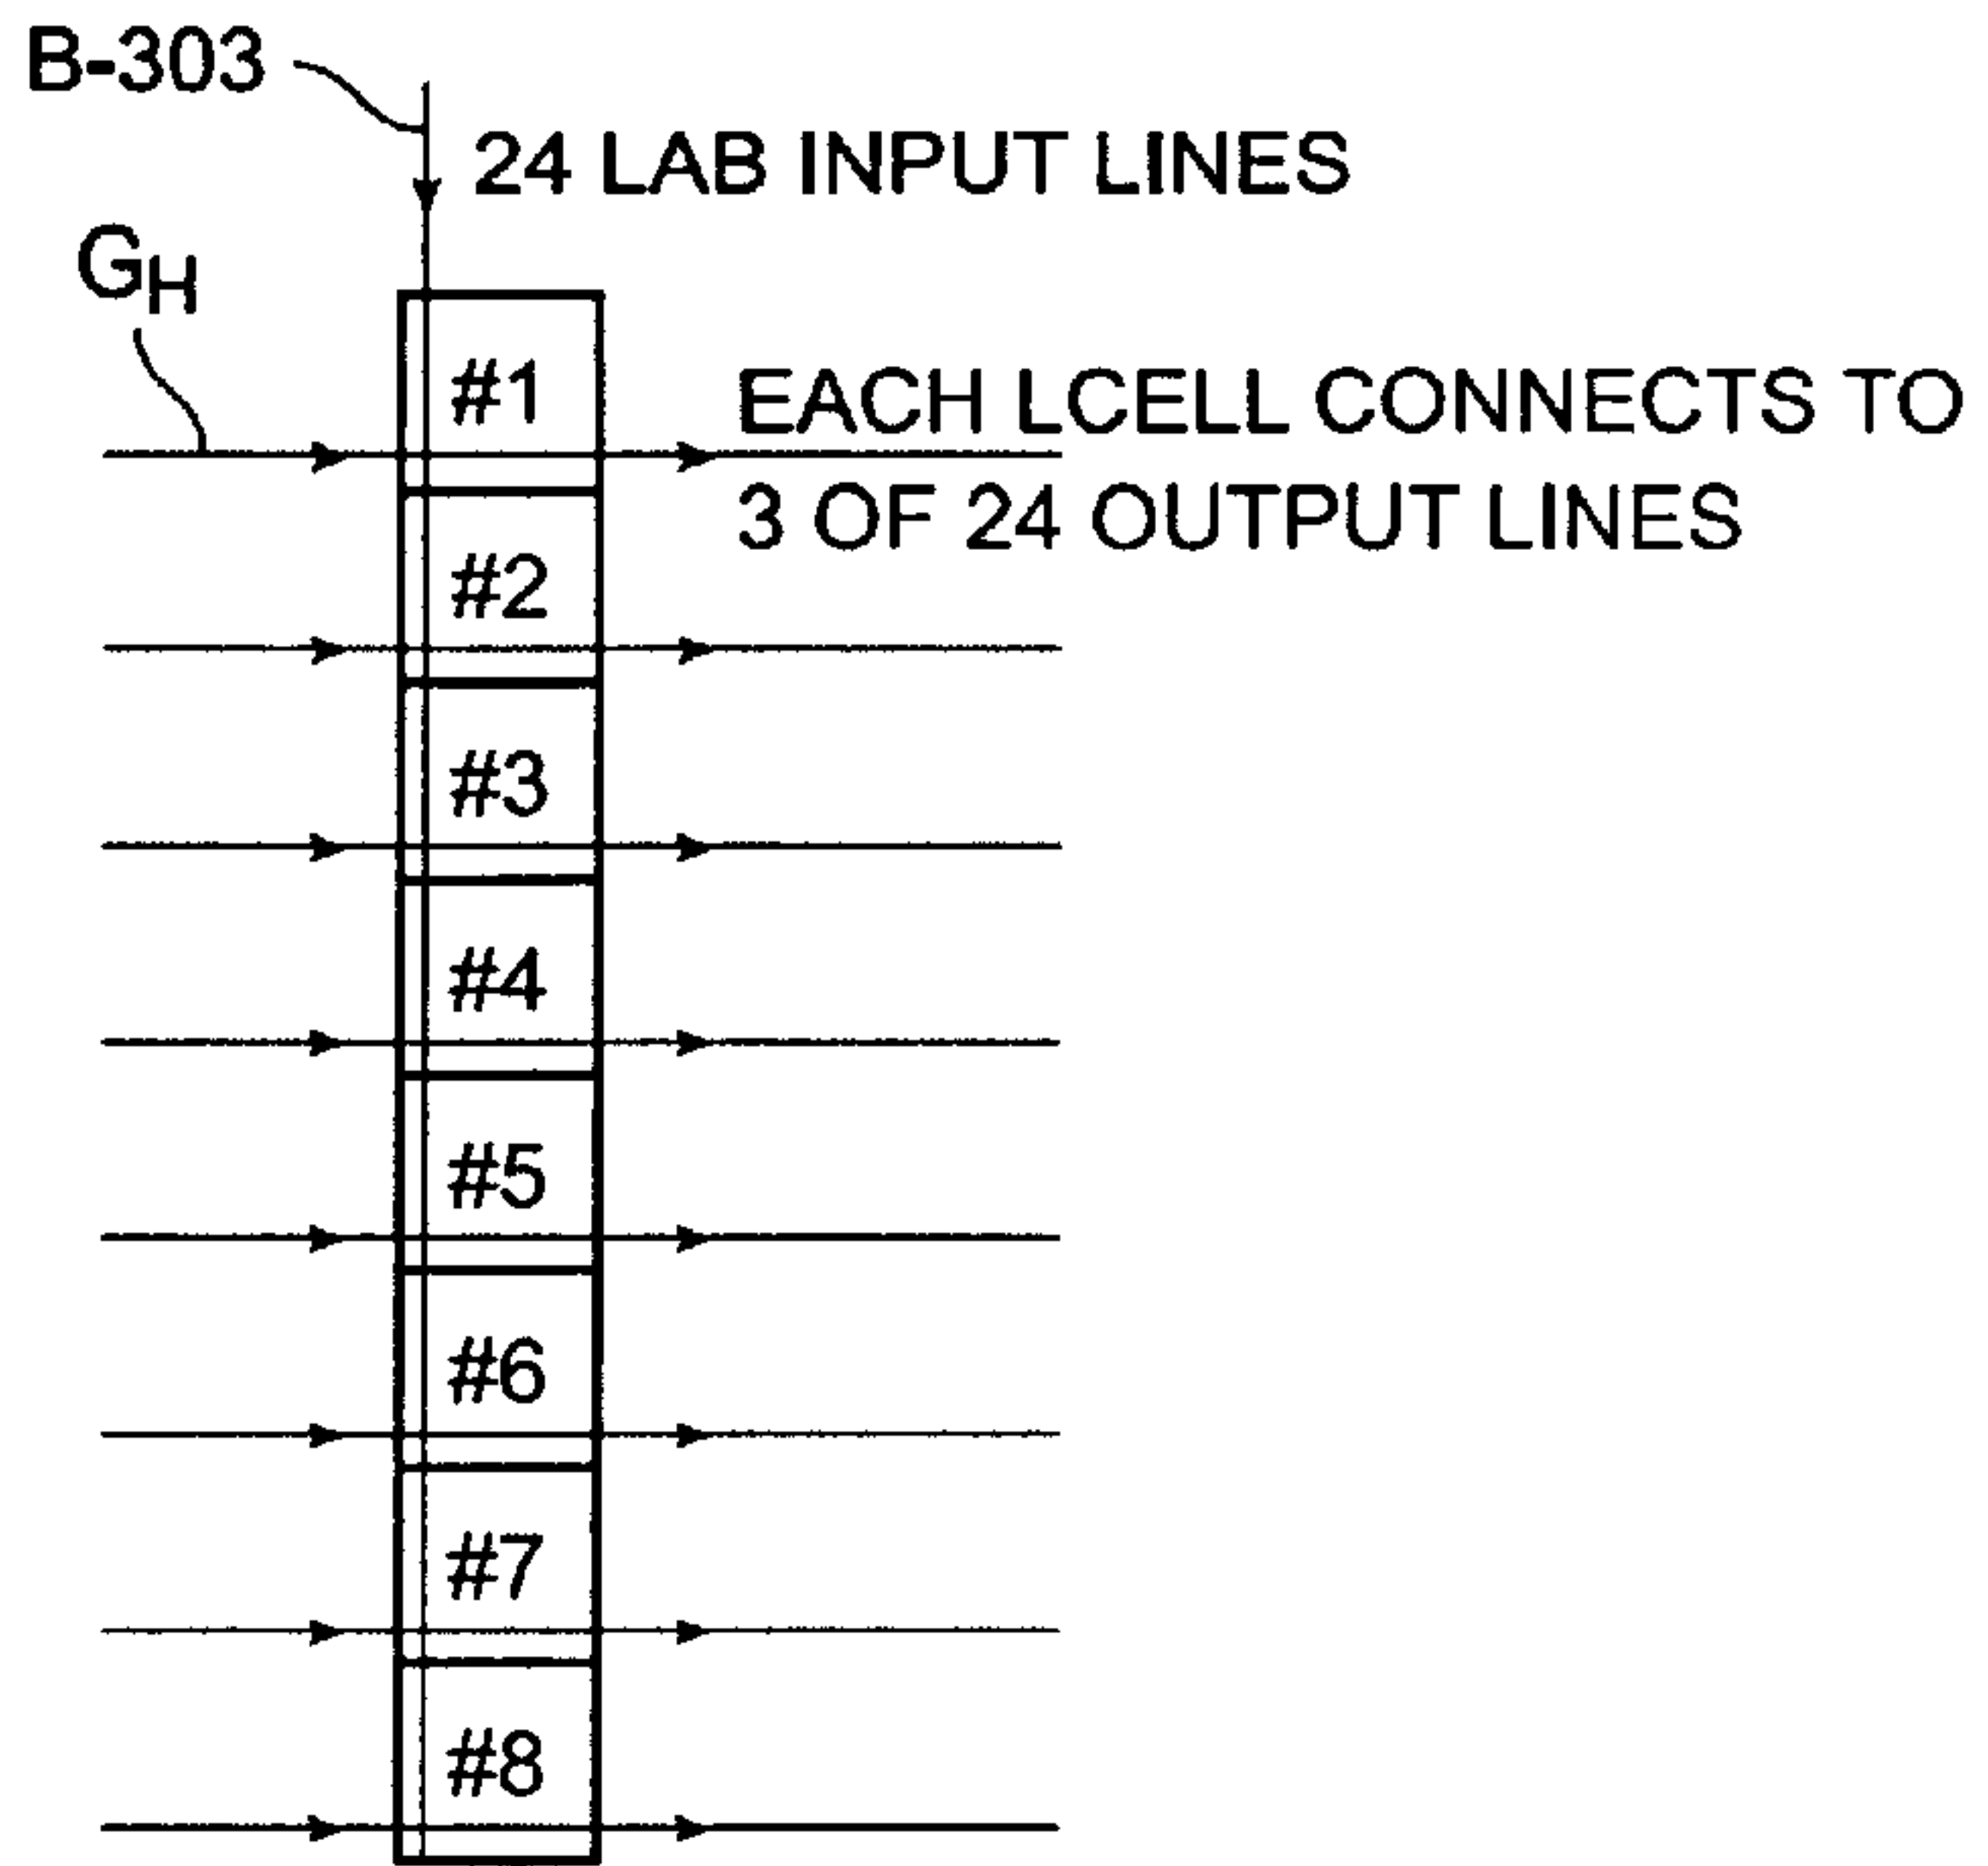 B-303
24 LAB INPUT LINES
GH
#1
EACH LCELL CONNECTS TO
3 OF 24 OUTPUT LINES
#2
#3
#4
#5
#6
#7
#8